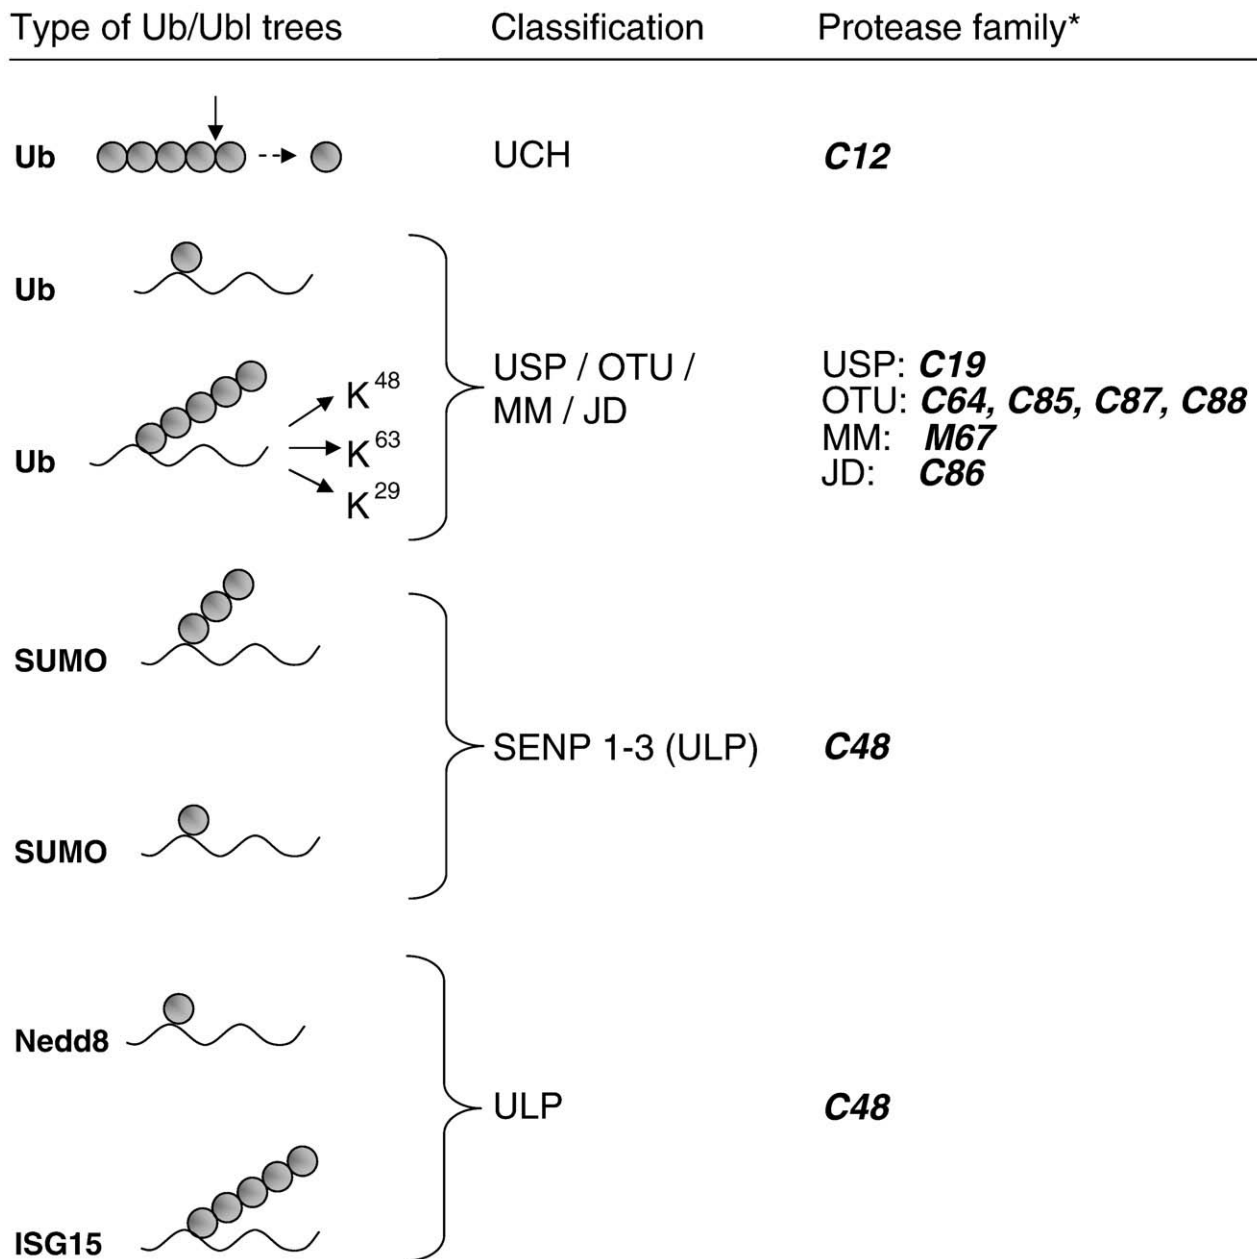 Type of Ub/Ubl trees Classification Protease family*
Ub UCH C12
Ub
Ub K48 K63 K29
USP / OTU /
MM / JD
USP: C19
OTU: C64, C85, C87, C88
MM: M67
JD: C86
SUMO
SENP 1-3 (ULP) C48
SUMO
Nedd8
ULP C48
ISG15